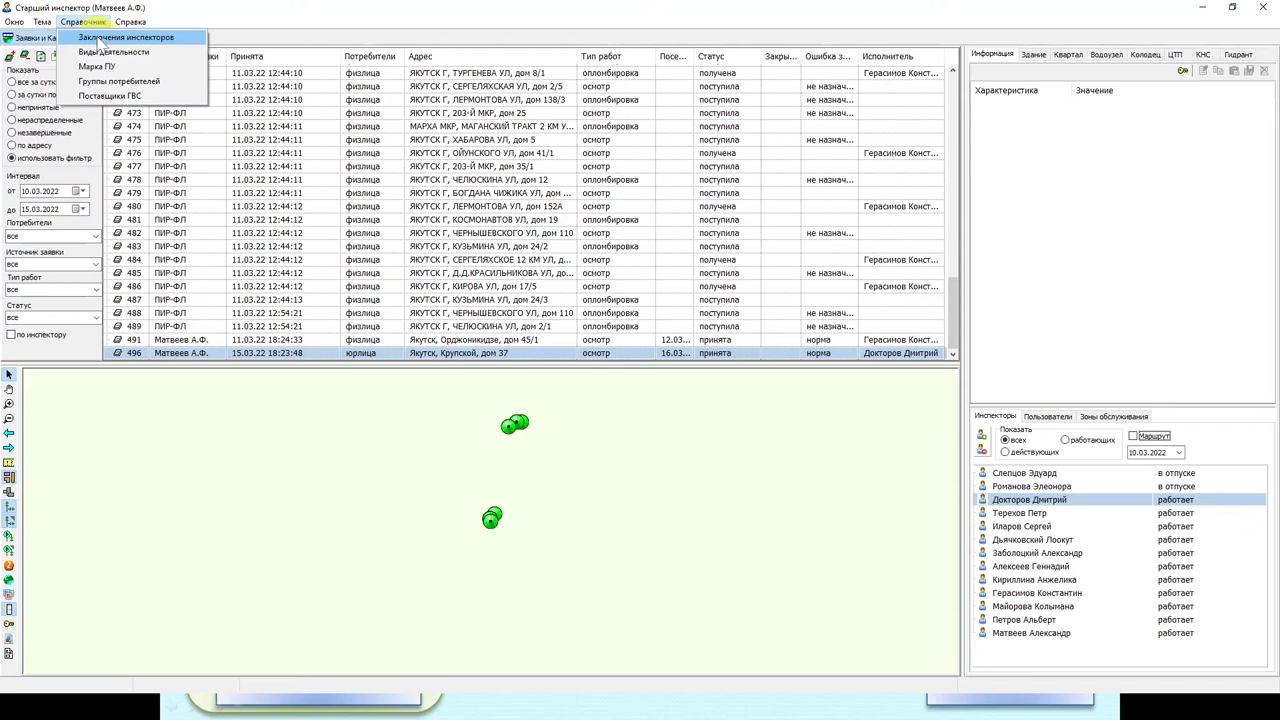 Старший инспектор (Матвеев А.Ф.)
Окно Тема Справочник Справка
Заявки и Ка
Заключения инспекторов
Виды деятельности
Марка ПУ
Группы потребителей
Поставщики ГВС
Показать
все за сутк
за сутки по
непринятые
нераспределенные
незавершенные
по адресу
использовать фильтр
Интервал
от 10.03.2022
до 15.03.2022
Потребители
все
Источник заявки
все
Тип работ
все
Статус
все
по инспектору
Принята Потребители Адрес Тип работ Посе... Статус Закры... Ошибка з... Исполнитель
11.03.22 12:44:10 физлица ЯКУТСК Г, ТУРГЕНЕВА УЛ, дом 8/1 опломбировка получена Герасимов Конст...
11.03.22 12:44:10 физлица ЯКУТСК Г, СЕРГЕЛЯХСКАЯ УЛ, дом 2/5 осмотр поступила не назнач...
11.03.22 12:44:10 физлица ЯКУТСК Г, ЛЕРМОНТОВА УЛ, дом 138/3 опломбировка поступила не назнач...
473 ПИР-ФЛ 11.03.22 12:44:10 физлица ЯКУТСК Г, 203-Й МКР, дом 25 осмотр поступила не назнач...
474 ПИР-ФЛ 11.03.22 12:44:11 физлица МАРХА МКР, МАГАНСКИЙ ТРАКТ 2 КМ У... опломбировка получена Герасимов Конст...
475 ПИР-ФЛ 11.03.22 12:44:11 физлица ЯКУТСК Г, ХАБАРОВА УЛ, дом 5 осмотр поступила не назнач...
476 ПИР-ФЛ 11.03.22 12:44:11 физлица ЯКУТСК Г, ОЙУНСКОГО УЛ, дом 41/1 осмотр получена Герасимов Конст...
477 ПИР-ФЛ 11.03.22 12:44:11 физлица ЯКУТСК Г, 203-Й МКР, дом 35/1 осмотр поступила
478 ПИР-ФЛ 11.03.22 12:44:11 физлица ЯКУТСК Г, ЧЕЛЮСКИНА УЛ, дом 12 опломбировка поступила не назнач...
479 ПИР-ФЛ 11.03.22 12:44:11 физлица ЯКУТСК Г, БОГДАНА ЧИЖИКА УЛ, дом ... осмотр поступила
480 ПИР-ФЛ 11.03.22 12:44:12 физлица ЯКУТСК Г, ЛЕРМОНТОВА УЛ, дом 152А осмотр получена Герасимов Конст...
481 ПИР-ФЛ 11.03.22 12:44:12 физлица ЯКУТСК Г, КОСМОНАВТОВ УЛ, дом 19 опломбировка поступила
482 ПИР-ФЛ 11.03.22 12:44:12 физлица ЯКУТСК Г, ЧЕРНЫШЕВСКОГО УЛ, дом 110 осмотр поступила не назнач...
483 ПИР-ФЛ 11.03.22 12:44:12 физлица ЯКУТСК Г, КУЗЬМИНА УЛ, дом 24/2 опломбировка поступила
484 ПИР-ФЛ 11.03.22 12:44:12 физлица ЯКУТСК Г, СЕРГЕЛЯХСКОЕ 12 КМ Ш, дом ... осмотр получена Герасимов Конст...
485 ПИР-ФЛ 11.03.22 12:44:12 физлица ЯКУТСК Г, Д.Д.КРАСИЛЬНИКОВА УЛ, дом ... осмотр поступила не назнач...
486 ПИР-ФЛ 11.03.22 12:44:12 физлица ЯКУТСК Г, КИРОВА УЛ, дом 17/5 осмотр получена Герасимов Конст...
487 ПИР-ФЛ 11.03.22 12:44:13 физлица ЯКУТСК Г, КУЗЬМИНА УЛ, дом 24/3 опломбировка поступила
488 ПИР-ФЛ 11.03.22 12:54:21 физлица ЯКУТСК Г, ЧЕРНЫШЕВСКОГО УЛ, дом 110 опломбировка поступила не назнач...
489 ПИР-ФЛ 11.03.22 12:54:21 физлица ЯКУТСК Г, ЧЕЛЮСКИНА УЛ, дом 2/1 опломбировка поступила не назнач...
491 Матвеев А.Ф. 11.03.22 18:24:33 физлица Якутск, Орджоникидзе, дом 45/1 осмотр 12.03... принята норма Герасимов Конст...
496 Матвеев А.Ф. 15.03.22 18:23:48 юрлица Якутск, Крупской, дом 37 осмотр 16.03... принята норма Докторов Дмитрий
Информация Здание Квартал Водоузел Колодец ЦТП КНС Гидрант
Характеристика Значение
Инспекторы Пользователи Зоны обслуживания
Показать
всех работающих Маршрут
действующих 10.03.2022
Слепцов Эдуард в отпуске
Романова Элеонора в отпуске
Докторов Дмитрий работает
Терехов Петр работает
Иларов Сергей работает
Дьячковский Лоокут работает
Заболоцкий Александр работает
Алексеев Геннадий работает
Кириллина Анжелика работает
Герасимов Константин работает
Майорова Колымана работает
Петров Альберт работает
Матвеев Александр работает